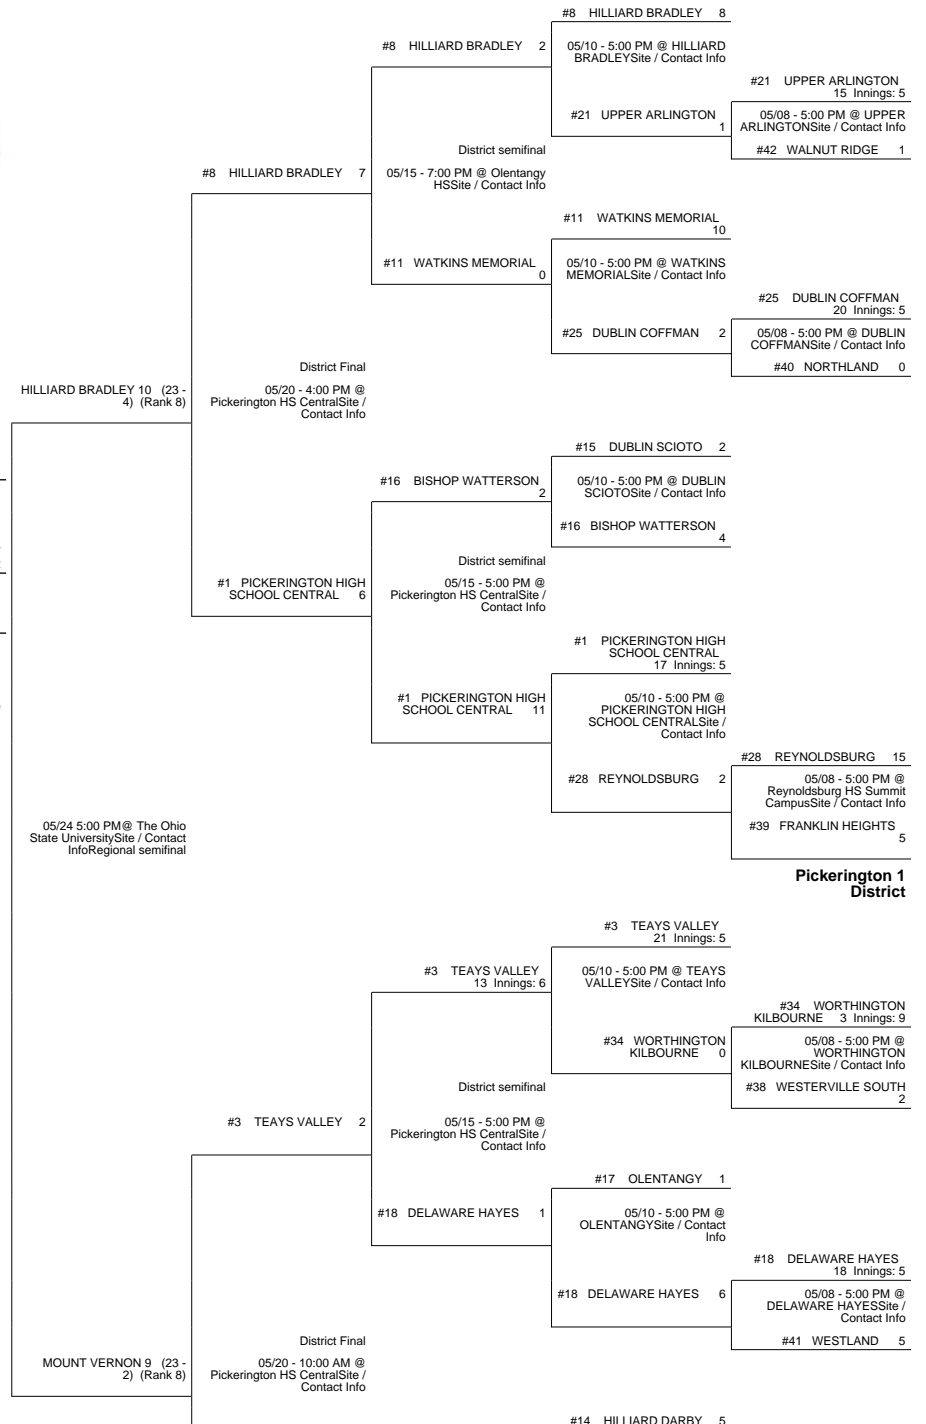 #8 HILLIARD BRADLEY 8
#8 HILLIARD BRADLEY 2
05/10 - 5:00 PM @ HILLIARD
BRADLEYSite / Contact Info
#21 UPPER ARLINGTON
15 Innings: 5
#21 UPPER ARLINGTON
1
05/08 - 5:00 PM @ UPPER
ARLINGTONSite / Contact Info
#42 WALNUT RIDGE 1
District semifinal
#8 HILLIARD BRADLEY 7
05/15 - 7:00 PM @ Olentangy
HSSite / Contact Info
#11 WATKINS MEMORIAL
10
#11 WATKINS MEMORIAL
0
05/10 - 5:00 PM @ WATKINS
MEMORIALSite / Contact Info
#25 DUBLIN COFFMAN
20 Innings: 5
#25 DUBLIN COFFMAN 2
05/08 - 5:00 PM @ DUBLIN
COFFMANSite / Contact Info
#40 NORTHLAND 0
District Final
HILLIARD BRADLEY 10 (23 -
4) (Rank 8)
05/20 - 4:00 PM @
Pickerington HS CentralSite /
Contact Info
#15 DUBLIN SCIOTO 2
#16 BISHOP WATTERSON
2
05/10 - 5:00 PM @ DUBLIN
SCIOTOSite / Contact Info
#16 BISHOP WATTERSON
4
District semifinal
#1 PICKERINGTON HIGH
SCHOOL CENTRAL 6
05/15 - 5:00 PM @
Pickerington HS CentralSite /
Contact Info
#1 PICKERINGTON HIGH
SCHOOL CENTRAL
17 Innings: 5
#1 PICKERINGTON HIGH
SCHOOL CENTRAL 11
05/10 - 5:00 PM @
PICKERINGTON HIGH
SCHOOL CENTRALSite /
Contact Info
#28 REYNOLDSBURG 15
#28 REYNOLDSBURG 2
05/08 - 5:00 PM @
Reynoldsburg HS Summit
CampusSite / Contact Info
#39 FRANKLIN HEIGHTS
5
05/24 5:00 PM@ The Ohio
State UniversitySite / Contact
InfoRegional semifinal
Pickerington 1
District
#3 TEAYS VALLEY
21 Innings: 5
#3 TEAYS VALLEY
13 Innings: 6
05/10 - 5:00 PM @ TEAYS
VALLEYSite / Contact Info
#34 WORTHINGTON
KILBOURNE 3 Innings: 9
#34 WORTHINGTON
KILBOURNE 0
05/08 - 5:00 PM @
WORTHINGTON
KILBOURNESite / Contact Info
#38 WESTERVILLE SOUTH
2
District semifinal
#3 TEAYS VALLEY 2
05/15 - 5:00 PM @
Pickerington HS CentralSite /
Contact Info
#17 OLENTANGY 1
#18 DELAWARE HAYES 1
05/10 - 5:00 PM @
OLENTANGYSite / Contact
Info
#18 DELAWARE HAYES
18 Innings: 5
#18 DELAWARE HAYES 6
05/08 - 5:00 PM @
DELAWARE HAYESSite /
Contact Info
#41 WESTLAND 5
District Final
MOUNT VERNON 9 (23 -
2) (Rank 8)
05/20 - 10:00 AM @
Pickerington HS CentralSite /
Contact Info
#14 HILLIARD DARBY 5